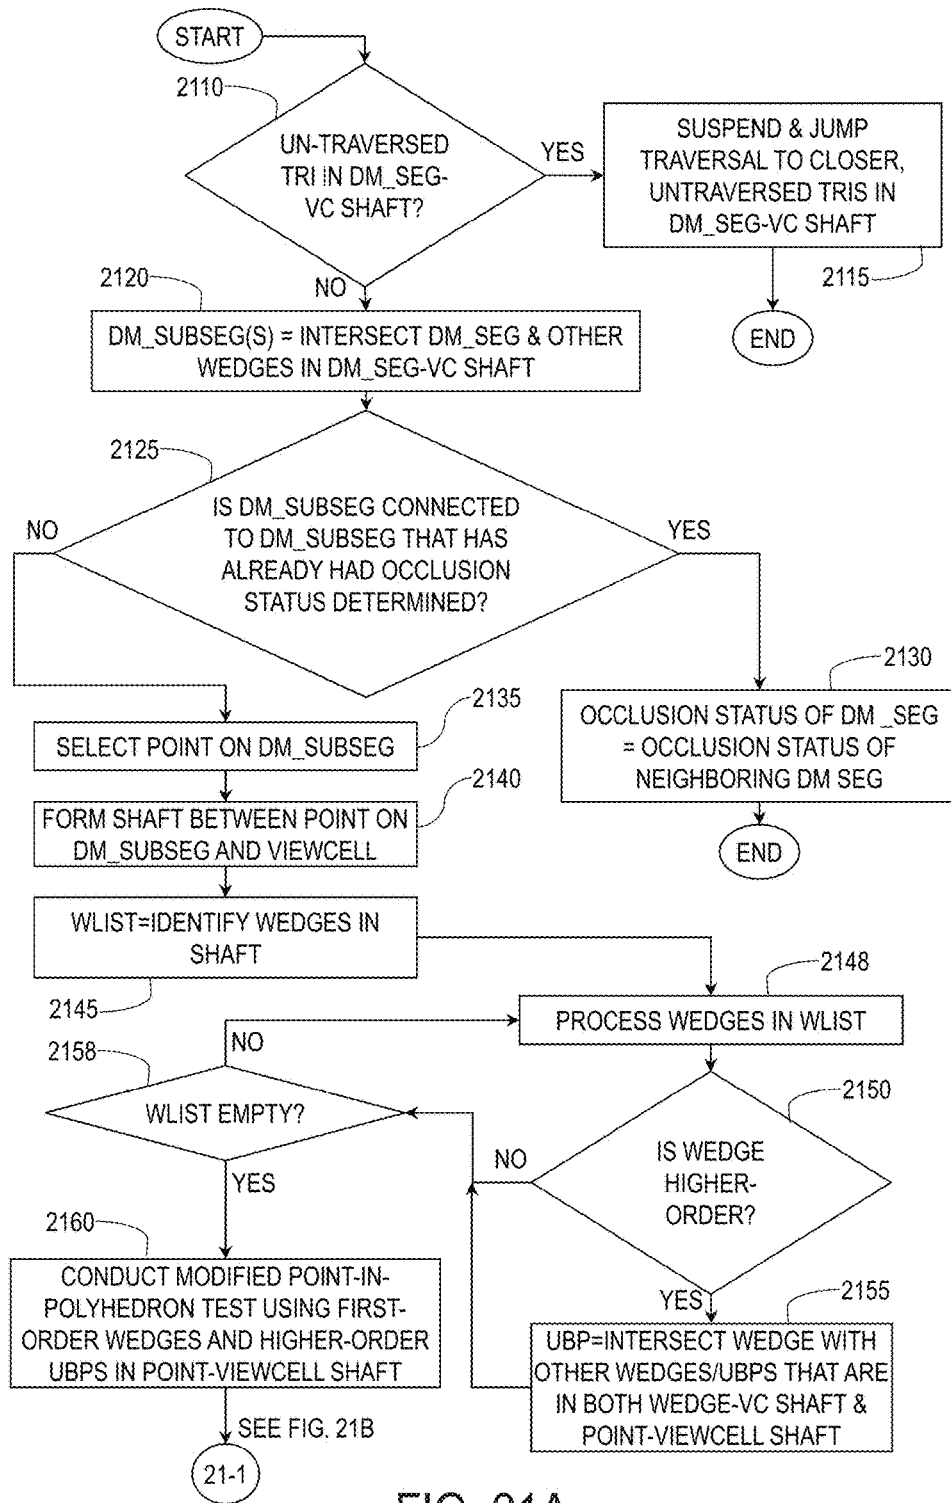 START
2110
UN-TRAVERSED
TRI IN DM_SEG-
VC SHAFT?
YES
SUSPEND & JUMP
TRAVERSAL TO CLOSER,
UNTRAVERSED TRIS IN
DM_SEG-VC SHAFT
2115
END
NO
2120
DM_SUBSEG(S) = INTERSECT DM_SEG & OTHER
WEDGES IN DM_SEG-VC SHAFT
2125
IS DM_SUBSEG CONNECTED
TO DM_SUBSEG THAT HAS
ALREADY HAD OCCLUSION
STATUS DETERMINED?
NO
YES
2130
OCCLUSION STATUS OF DM _SEG
= OCCLUSION STATUS OF
NEIGHBORING DM SEG
END
2135
SELECT POINT ON DM_SUBSEG
2140
FORM SHAFT BETWEEN POINT ON
DM_SUBSEG AND VIEWCELL
WLIST=IDENTIFY WEDGES IN
SHAFT
2145
2148
PROCESS WEDGES IN WLIST
NO
2158
WLIST EMPTY?
2150
IS WEDGE
HIGHER-
ORDER?
NO
YES
YES
2155
UBP=INTERSECT WEDGE WITH
OTHER WEDGES/UBPS THAT ARE
IN BOTH WEDGE-VC SHAFT &
POINT-VIEWCELL SHAFT
2160
CONDUCT MODIFIED POINT-IN-
POLYHEDRON TEST USING FIRST-
ORDER WEDGES AND HIGHER-ORDER
UBPS IN POINT-VIEWCELL SHAFT
SEE FIG. 21B
21-1
FIG. 21A